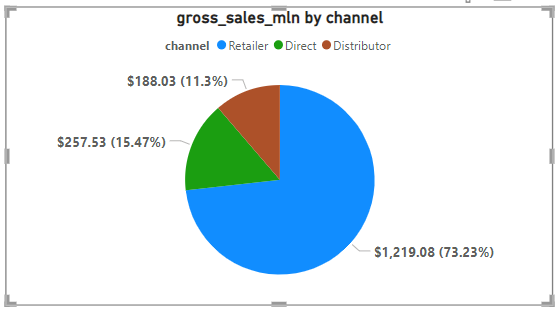 gross_sales_mln by channel
channel Retailer Direct Distributor
$188.03 (11.3%)
$257.53 (15.47%)
$1,219.08 (73.23%)